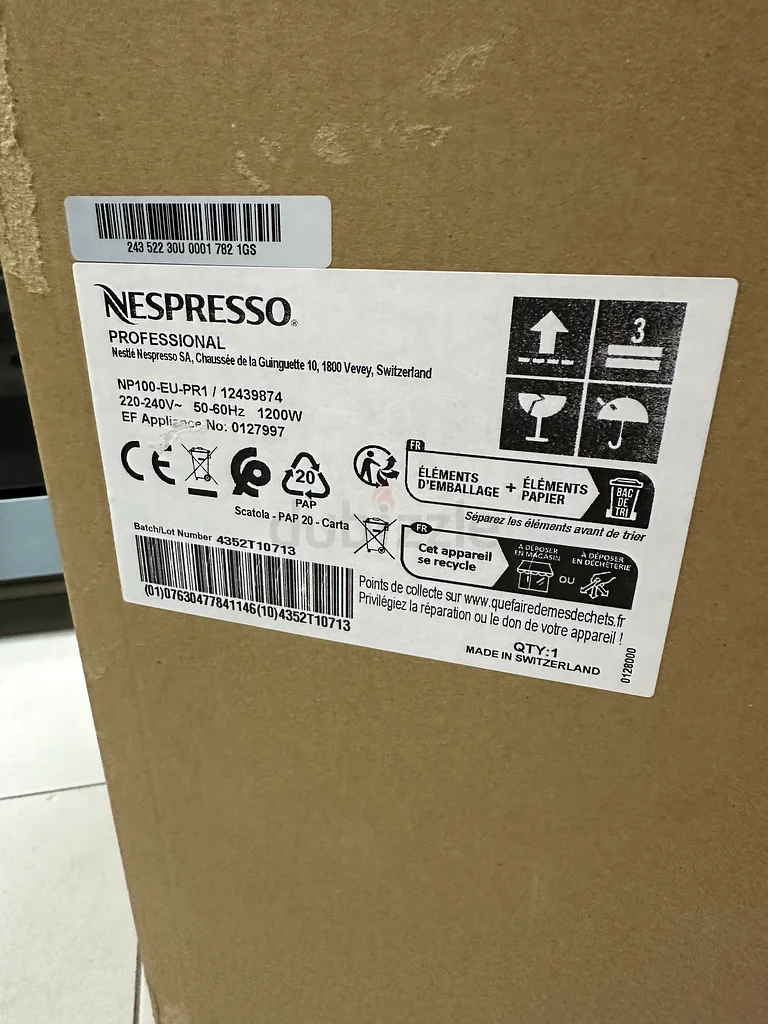 243 522 30U 0001 782 1GS
NESPRESSO®
PROFESSIONAL
Nestlé Nespresso SA, Chaussée de la Guinguette 10, 1800 Vevey, Switzerland
NP100-EU-PR1 / 12439874
220-240V~ 50-60Hz 1200W
EF Appliance No: 0127997
3
CE
20
PAP
Scatola - PAP 20 - Carta
FR
ÉLÉMENTS D'EMBALLAGE + ÉLÉMENTS PAPIER
BAC DE TRI
Séparez les éléments avant de trier
FR
Cet appareil se recycle
À DÉPOSER EN MAGASIN
OU
À DÉPOSER EN DÉCHÈTERIE
Points de collecte sur www.quefairedemesdechets.fr
Privilégiez la réparation ou le don de votre appareil !
Batch/Lot Number 4352T10713
(01)07630477841146(10)4352T10713
QTY:1
MADE IN SWITZERLAND
0128000
dubizzle